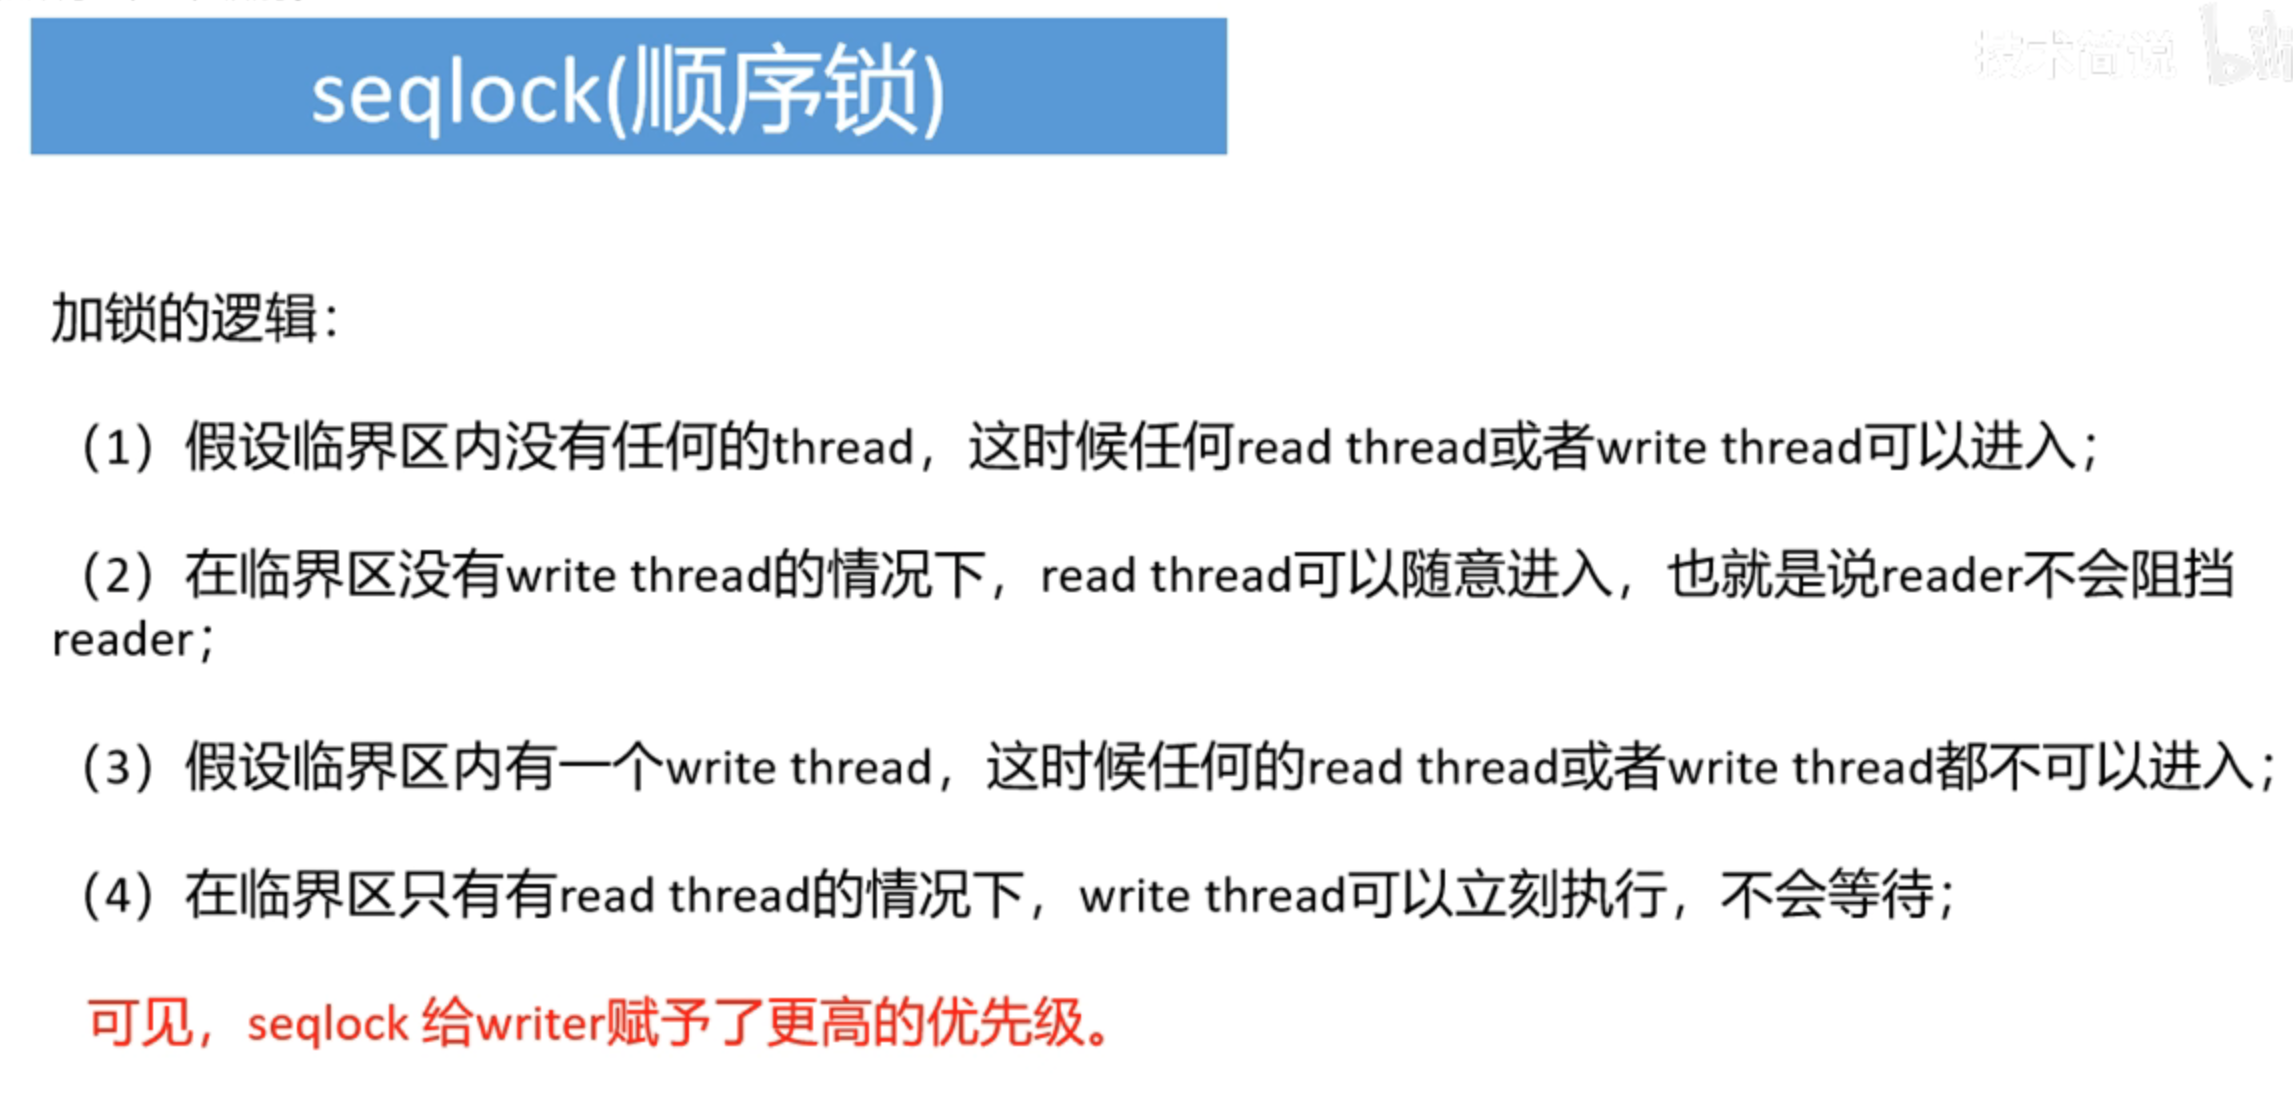 技术简说 bili
seqlock(顺序锁)
加锁的逻辑：
（1）假设临界区内没有任何的thread，这时候任何read thread或者write thread可以进入；
（2）在临界区没有write thread的情况下，read thread可以随意进入，也就是说reader不会阻挡
reader；
（3）假设临界区内有一个write thread，这时候任何的read thread或者write thread都不可以进入；
（4）在临界区只有有read thread的情况下，write thread可以立刻执行，不会等待；
可见，seqlock 给writer赋予了更高的优先级。